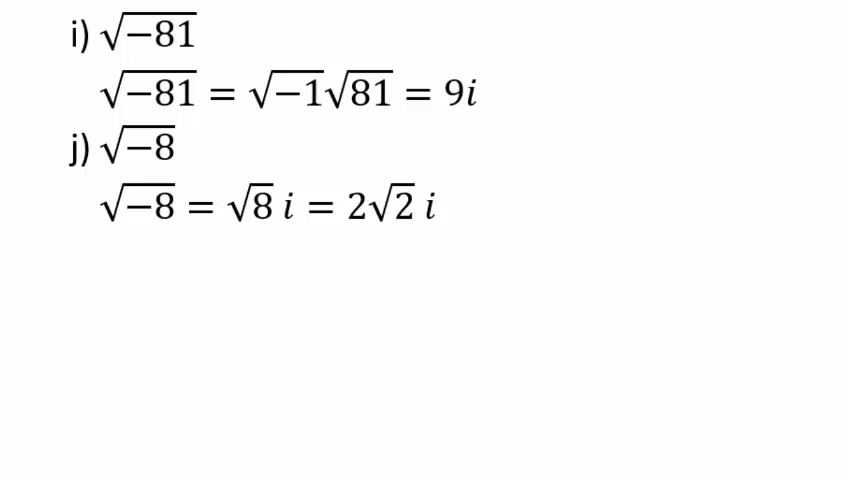 i) √−81
√−81 = √−1√81 = 9i
j) √−8
√−8 = √8 i = 2√2 i